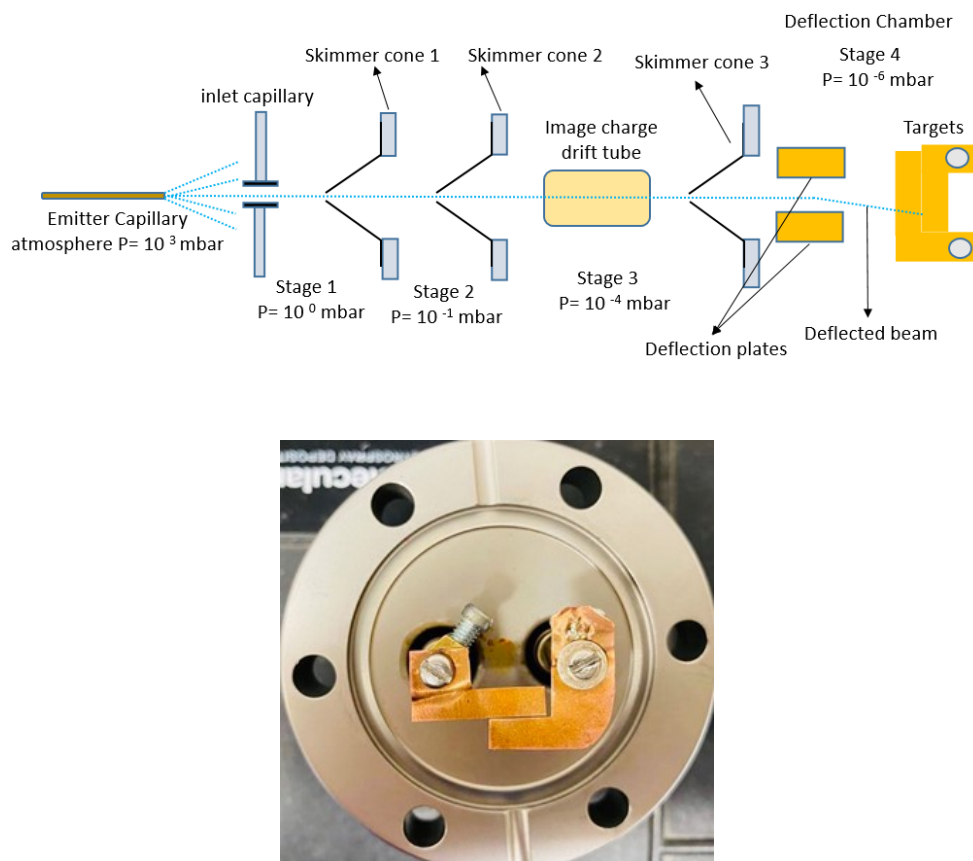 Deflection Chamber
Stage 4
P= 10 -6 mbar
Skimmer cone 1
Skimmer cone 2
Skimmer cone 3
inlet capillary
Image charge
drift tube
Targets
Emitter Capillary
atmosphere P= 10 3 mbar
Stage 1
P= 10 0 mbar
Stage 2
P= 10 -1 mbar
Stage 3
P= 10 -4 mbar
Deflection plates
Deflected beam